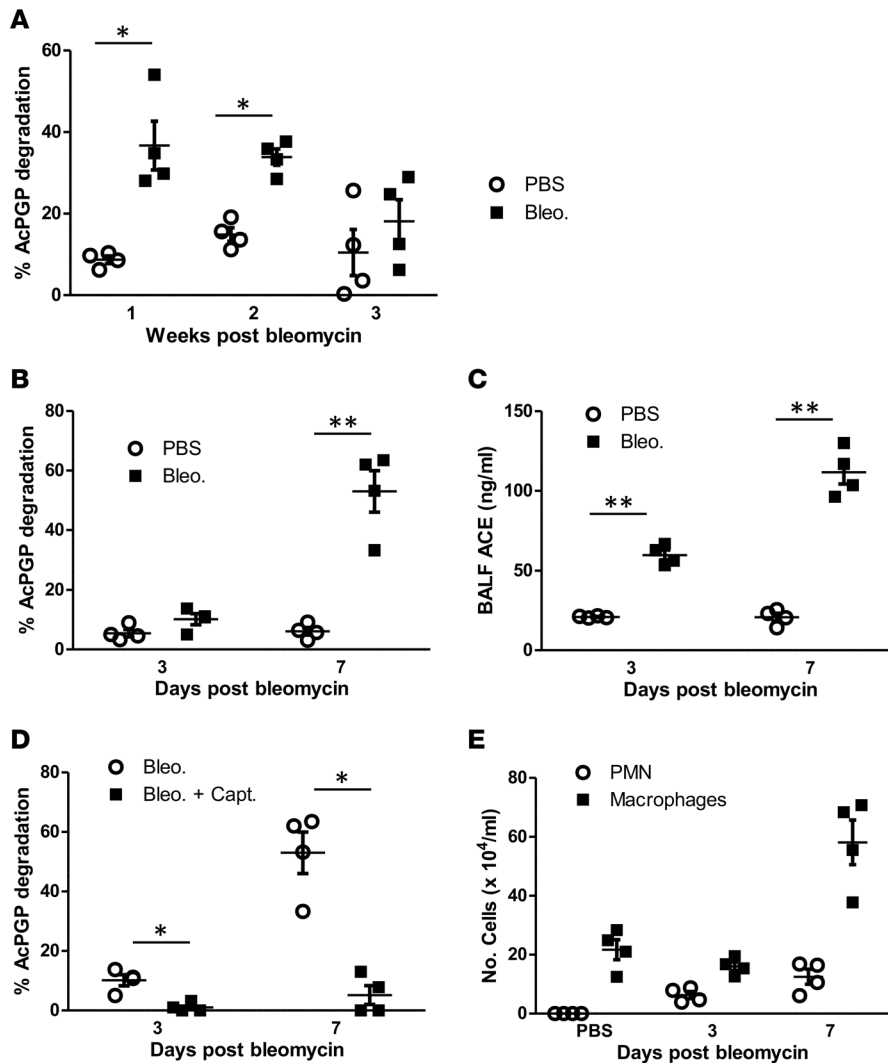 A
*
*
60
40
20
0
% AcPGP degradation
1 2 3
Weeks post bleomycin
PBS
Bleo.
B
80
60
40
20
0
% AcPGP degradation
PBS
Bleo.
**
3 7
Days post bleomycin
C
150
100
50
0
BALF ACE (ng/ml)
PBS
Bleo.
**
**
3 7
Days post bleomycin
D
80
60
40
20
0
% AcPGP degradation
Bleo.
Bleo. + Capt.
*
*
3 7
Days post bleomycin
E
80
60
40
20
0
No. Cells (x 10⁴/ml)
PMN
Macrophages
PBS 3 7
Days post bleomycin